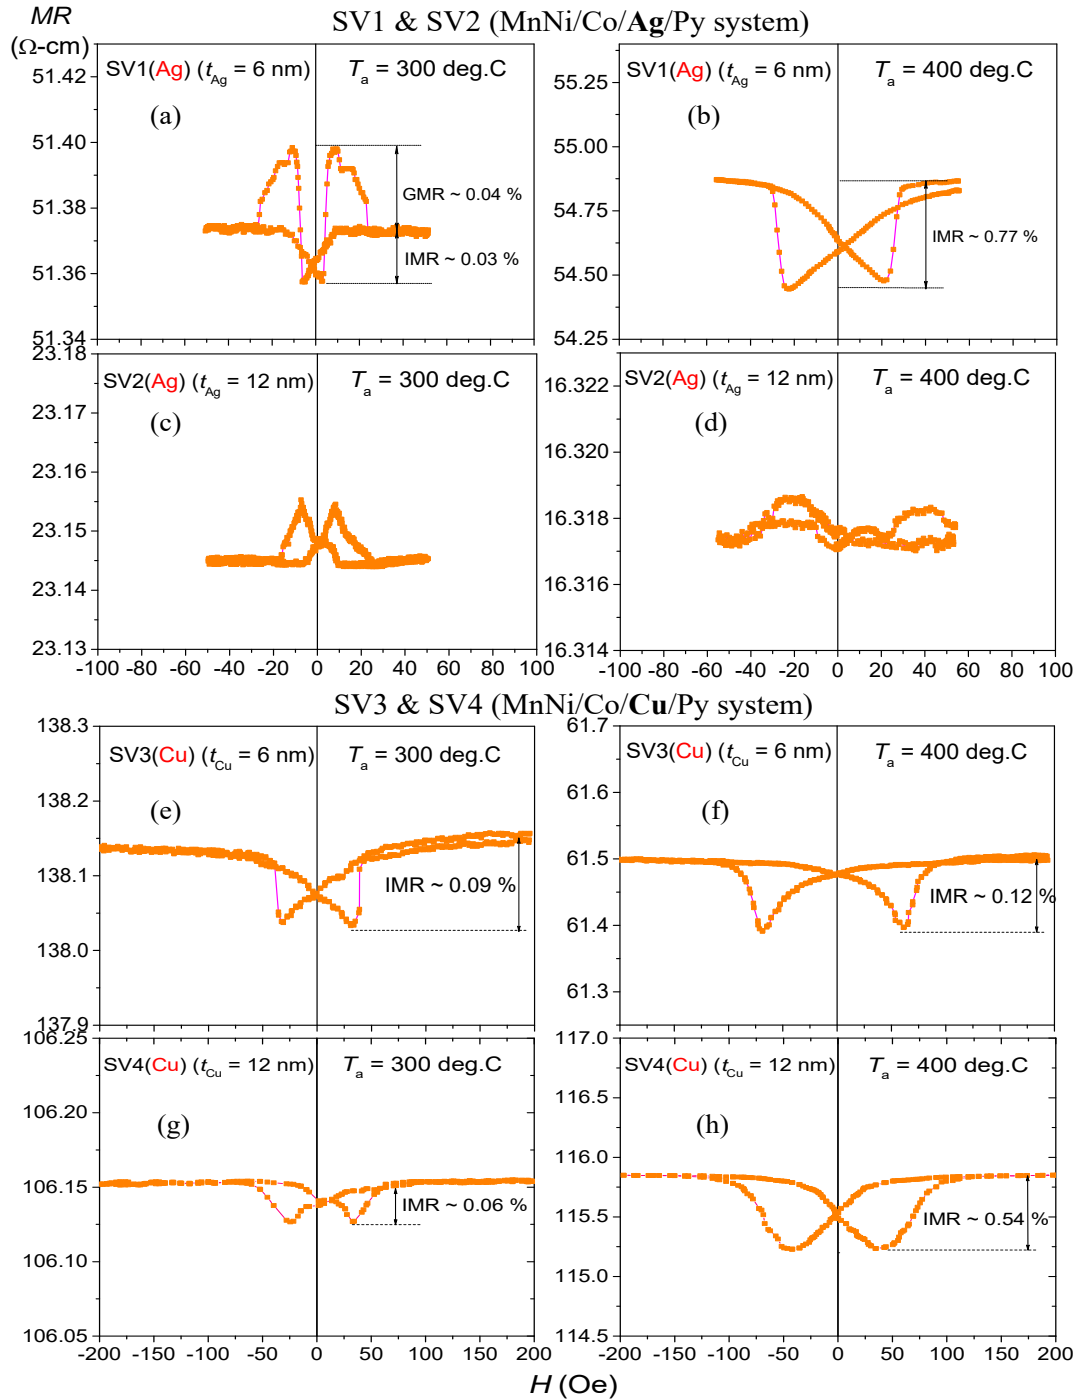 MR
(Ω-cm)
SV1 & SV2 (MnNi/Co/Ag/Py system)
51.42
51.40
51.38
51.36
51.34
SV1(Ag) (tAg = 6 nm)
Ta = 300 deg.C
(a)
GMR ~ 0.04 %
IMR ~ 0.03 %
55.25
55.00
54.75
54.50
54.25
SV1(Ag) (tAg = 6 nm)
Ta = 400 deg.C
(b)
IMR ~ 0.77 %
23.18
23.17
23.16
23.15
23.14
23.13
SV2(Ag) (tAg = 12 nm)
Ta = 300 deg.C
(c)
-100 -80 -60 -40 -20 0 20 40 60 80 100
16.322
16.320
16.318
16.316
16.314
SV2(Ag) (tAg = 12 nm)
Ta = 400 deg.C
(d)
-100 -80 -60 -40 -20 0 20 40 60 80 100
SV3 & SV4 (MnNi/Co/Cu/Py system)
138.3
138.2
138.1
138.0
137.9
SV3(Cu) (tCu = 6 nm)
Ta = 300 deg.C
(e)
IMR ~ 0.09 %
61.7
61.6
61.5
61.4
61.3
SV3(Cu) (tCu = 6 nm)
Ta = 400 deg.C
(f)
IMR ~ 0.12 %
106.25
106.20
106.15
106.10
106.05
SV4(Cu) (tCu = 12 nm)
Ta = 300 deg.C
(g)
IMR ~ 0.06 %
-200 -150 -100 -50 0 50 100 150 200
117.0
116.5
116.0
115.5
115.0
114.5
SV4(Cu) (tCu = 12 nm)
Ta = 400 deg.C
(h)
IMR ~ 0.54 %
-200 -150 -100 -50 0 50 100 150 200
H (Oe)